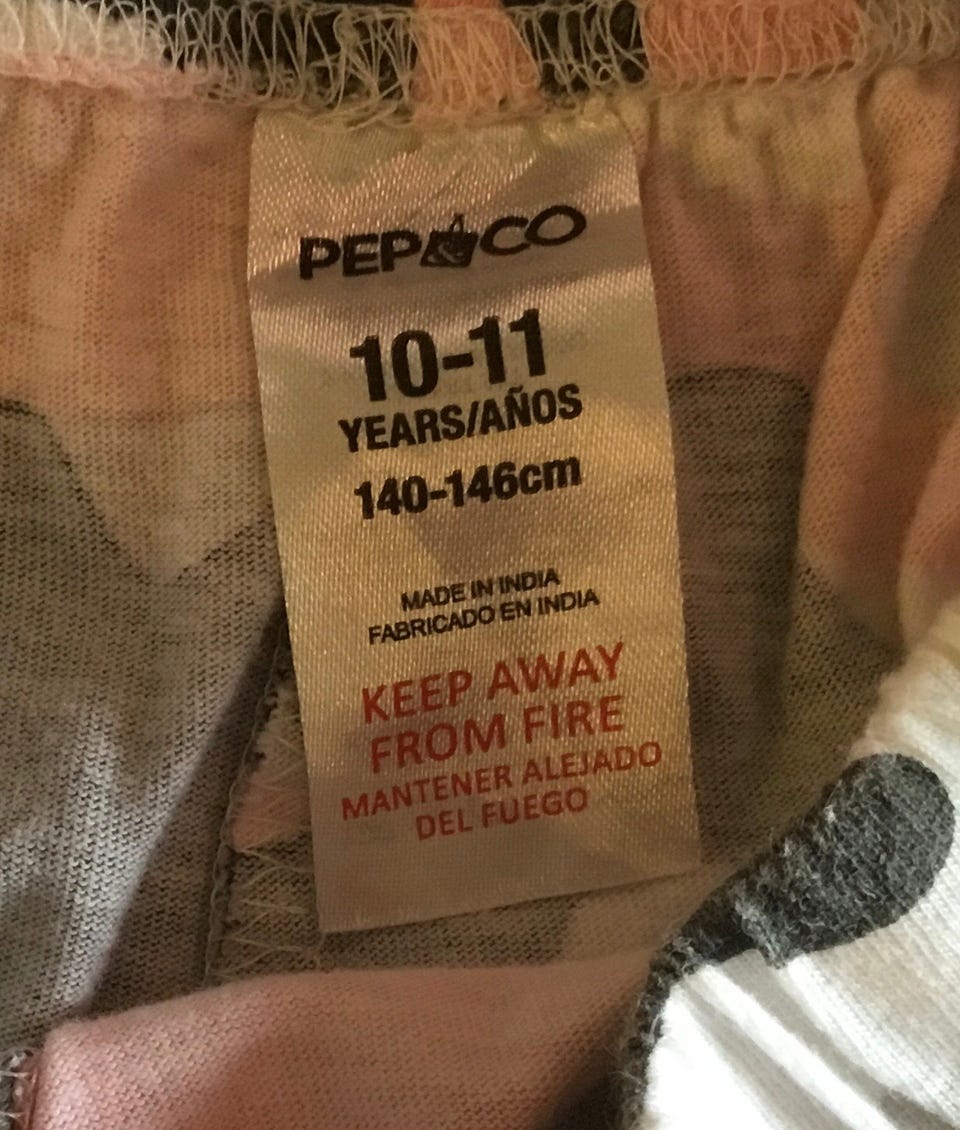 PEP&CO
10-11
YEARS/AÑOS
140-146cm
MADE IN INDIA
FABRICADO EN INDIA
KEEP AWAY
FROM FIRE
MANTENER ALEJADO
DEL FUEGO